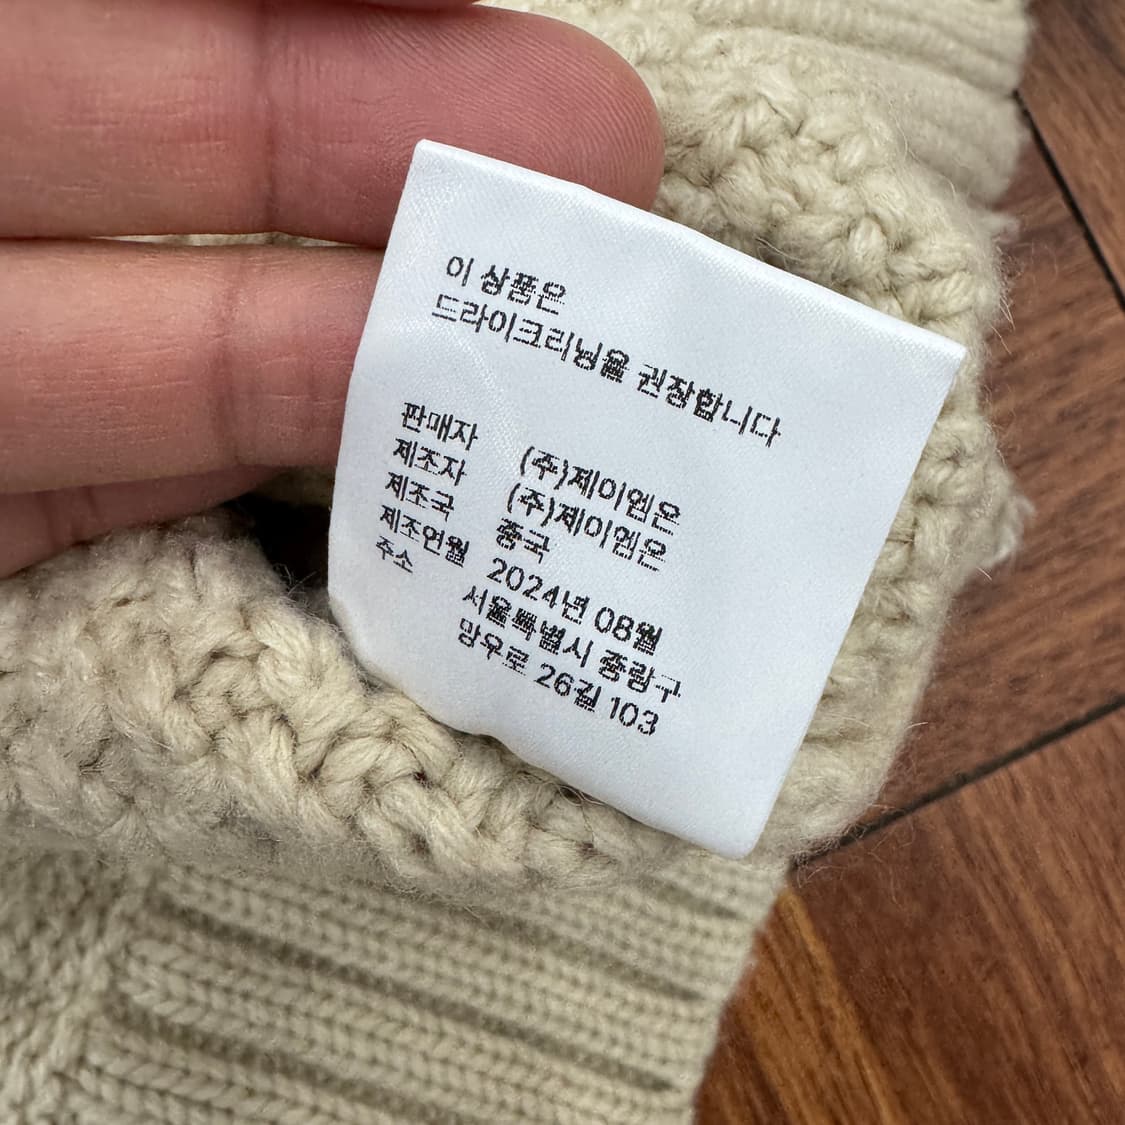 이 상품은
드라이크리닝을 권장합니다
판매자 (주)제이엠은
제조자 (주)제이엠은
제조국 중국
제조연월 2024년 08월
주소 서울특별시 중랑구
망우로 26길 103